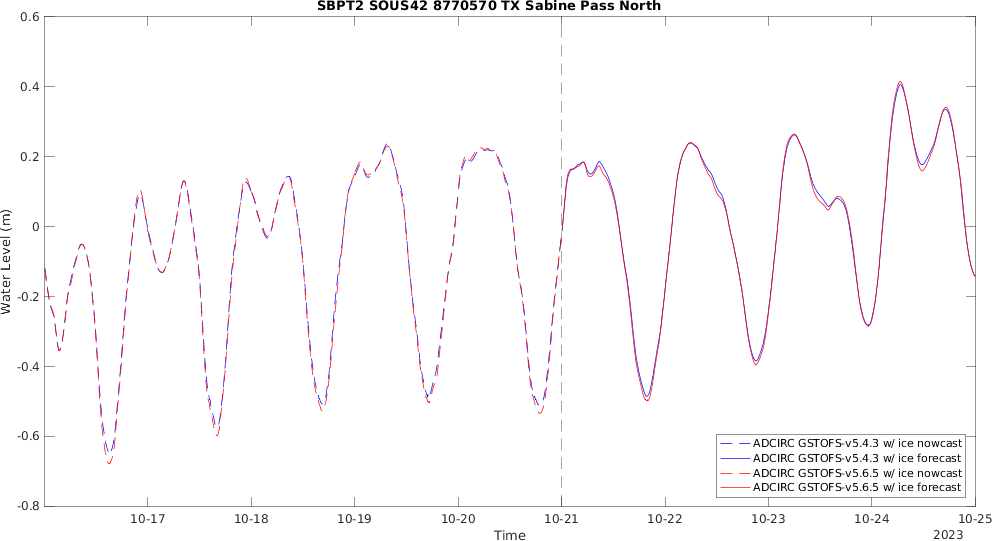 SBPT2 SOUS42 8770570 TX Sabine Pass North
0.6
0.4
0.2
0
-0.2
-0.4
-0.6
-0.8
Water Level (m)
10-17
10-18
10-19
10-20
10-21
10-22
10-23
10-24
10-25
Time
2023
ADCIRC GSTOFS-v5.4.3 w/ ice nowcast
ADCIRC GSTOFS-v5.4.3 w/ ice forecast
ADCIRC GSTOFS-v5.6.5 w/ ice nowcast
ADCIRC GSTOFS-v5.6.5 w/ ice forecast